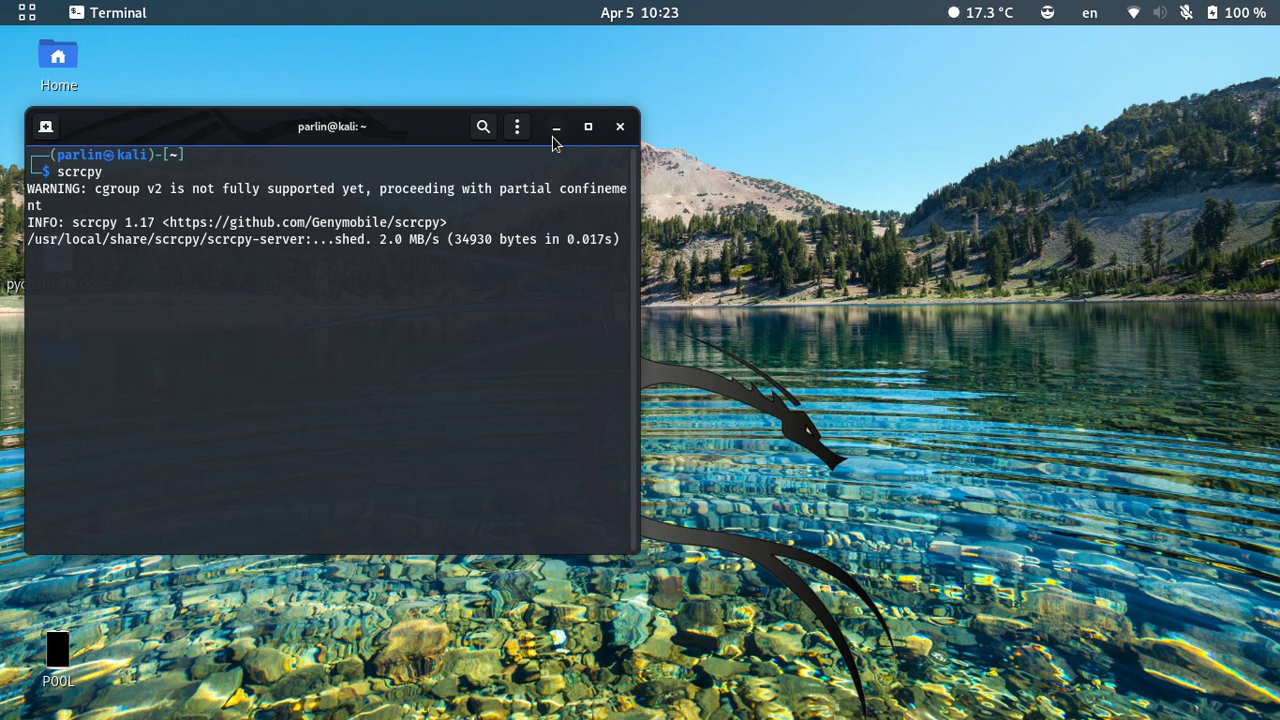 Terminal
Apr 5 10:23
17.3 °C
en
100 %
Home
parlin@kali: ~
┌──(parlin㉿kali)-[~]
└─$ scrcpy
WARNING: cgroup v2 is not fully supported yet, proceeding with partial confineme
nt
INFO: scrcpy 1.17 <https://github.com/Genymobile/scrcpy>
/usr/local/share/scrcpy/scrcpy-server:...shed. 2.0 MB/s (34930 bytes in 0.017s)
POOL